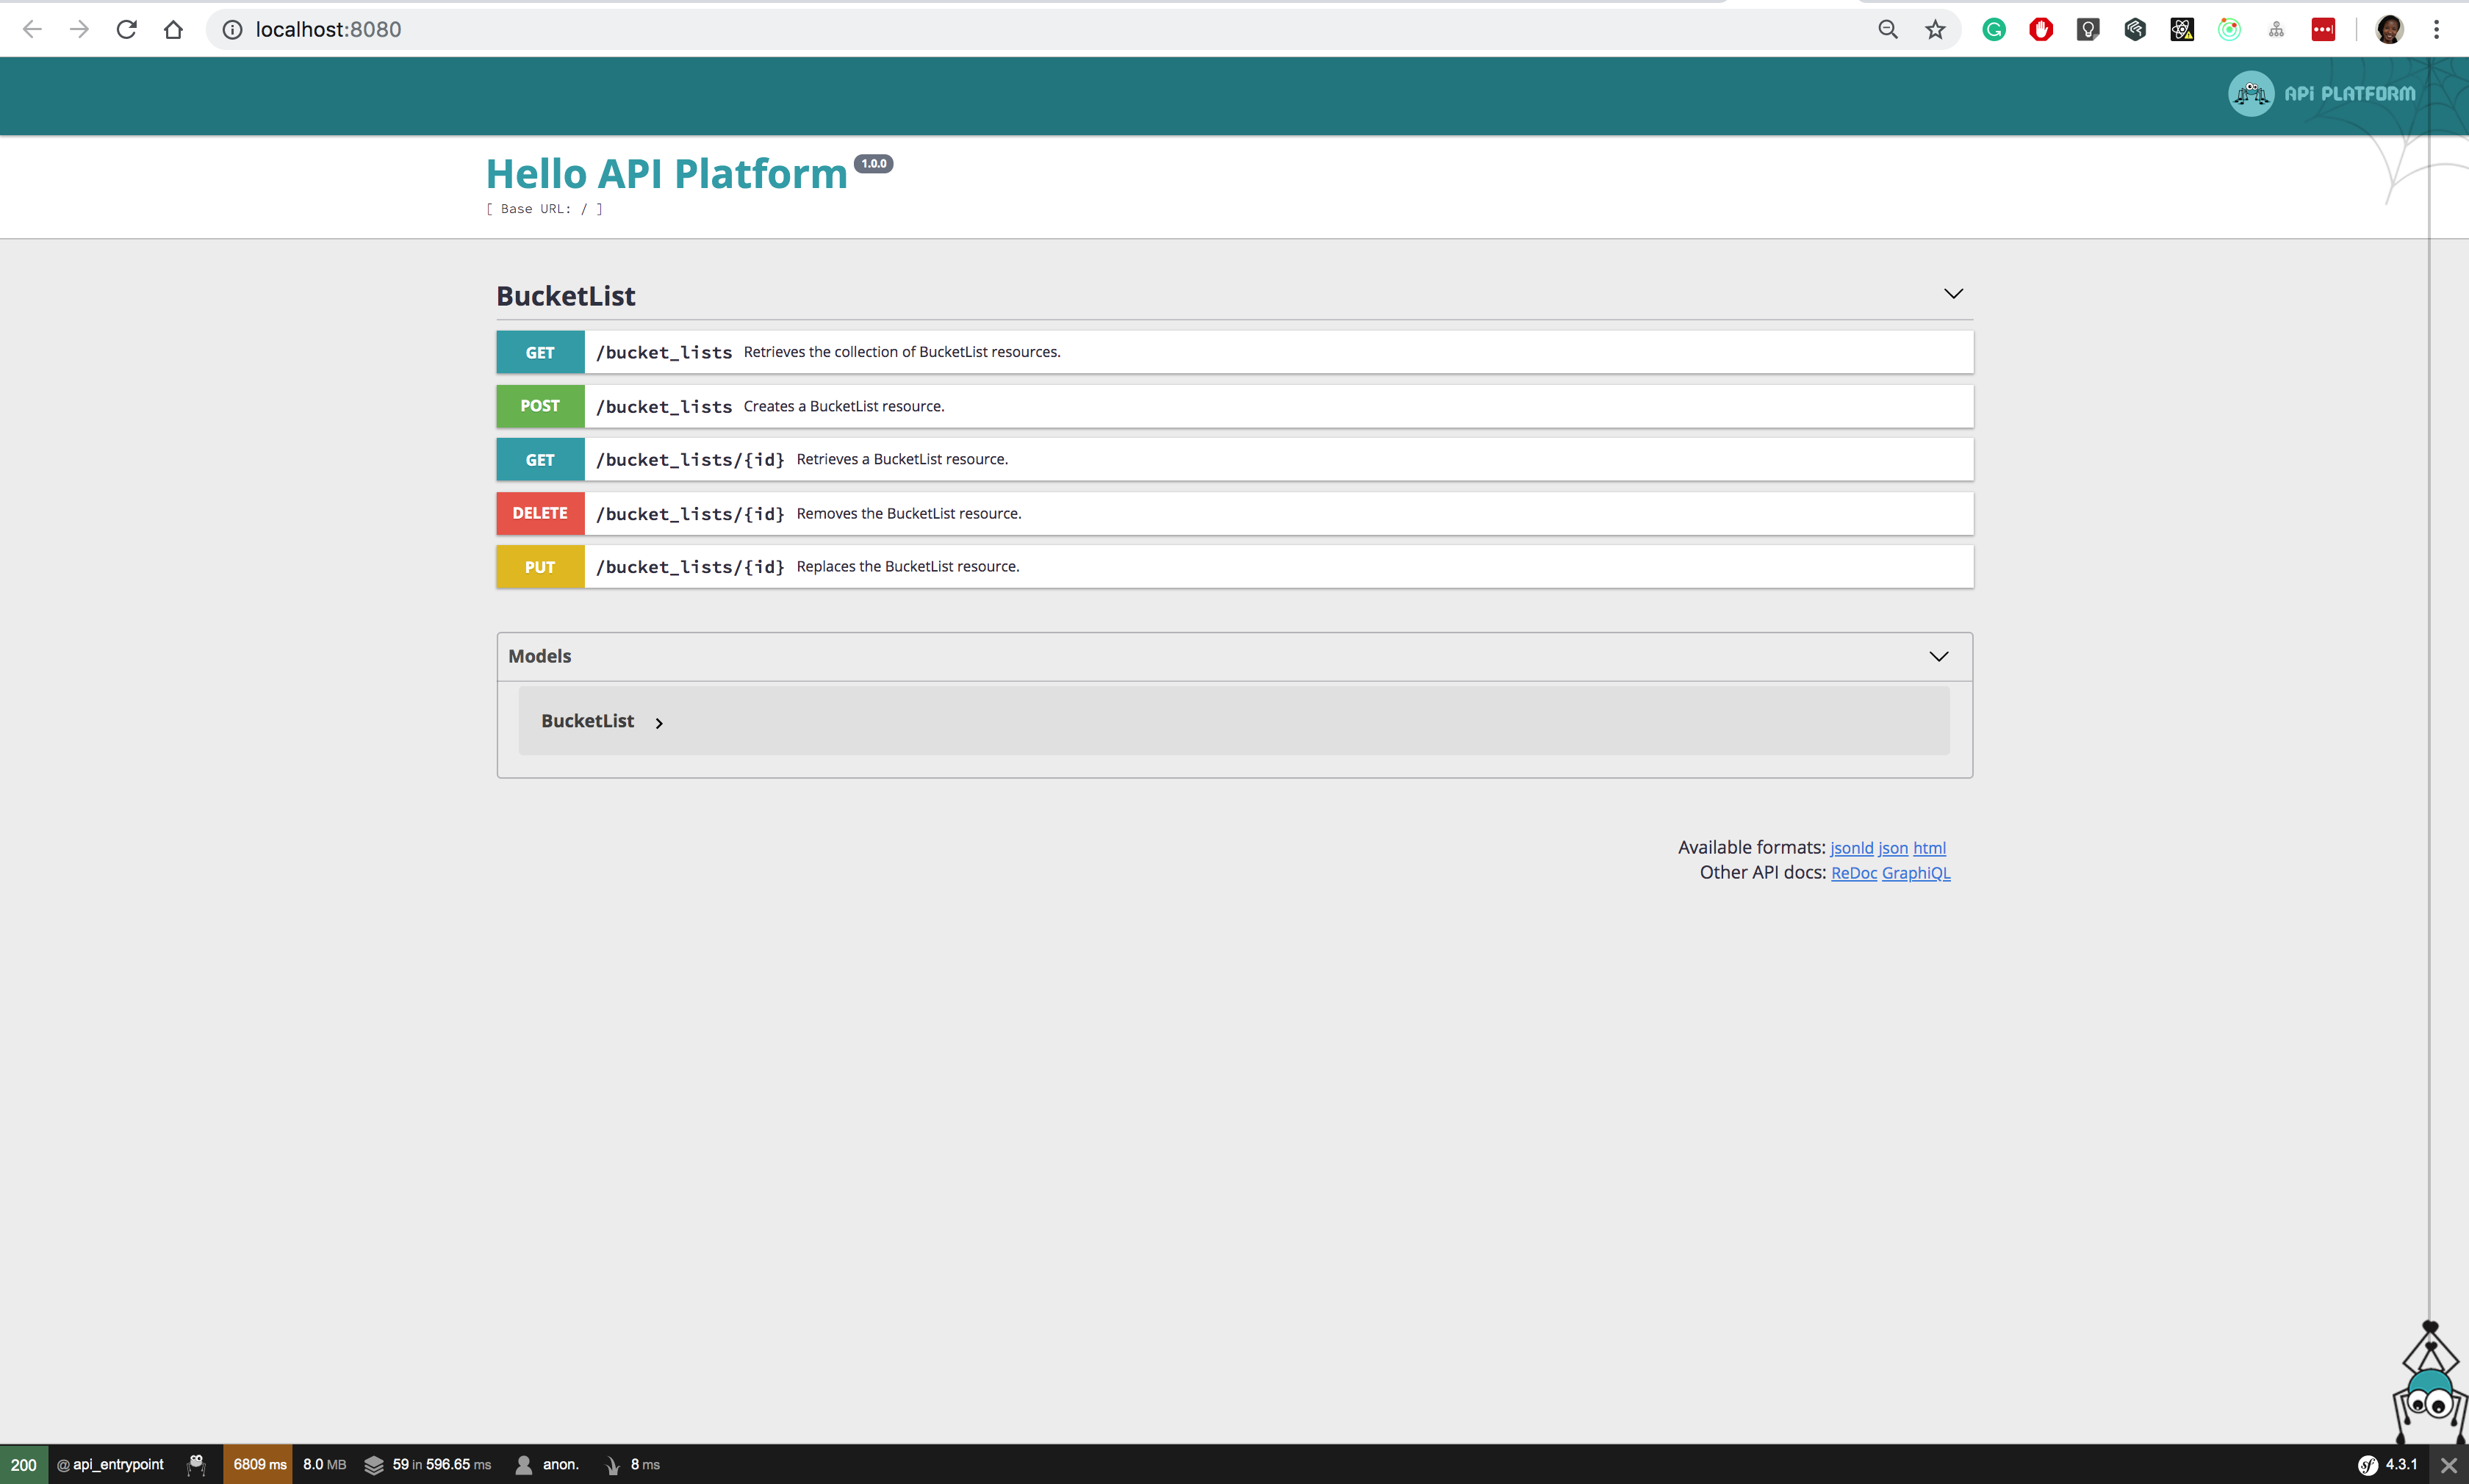 localhost:8080
APi PLATFORM
Hello API Platform 1.0.0
[ Base URL: / ]
BucketList
GET /bucket_lists Retrieves the collection of BucketList resources.
POST /bucket_lists Creates a BucketList resource.
GET /bucket_lists/{id} Retrieves a BucketList resource.
DELETE /bucket_lists/{id} Removes the BucketList resource.
PUT /bucket_lists/{id} Replaces the BucketList resource.
Models
BucketList
Available formats: jsonld json html
Other API docs: ReDoc GraphiQL
200 @ api_entrypoint 6809 ms 8.0 MB 59 in 596.65 ms anon. 8 ms sf 4.3.1